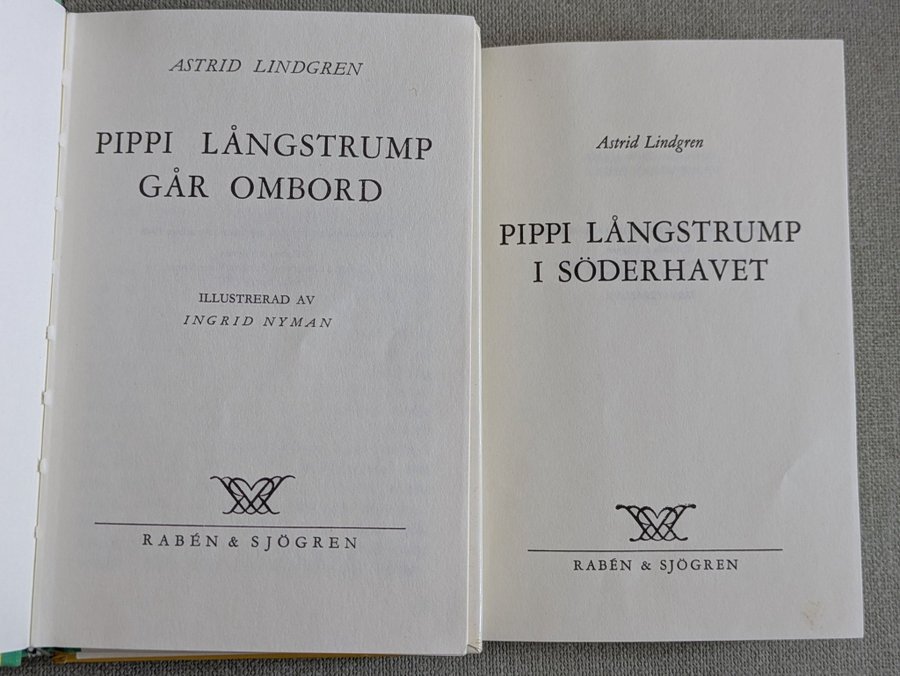 ASTRID LINDGREN
PIPPI LÅNGSTRUMP
GÅR OMBORD
ILLUSTRERAD AV
INGRID NYMAN
RABÉN & SJÖGREN
Astrid Lindgren
PIPPI LÅNGSTRUMP
I SÖDERHAVET
RABÉN & SJÖGREN